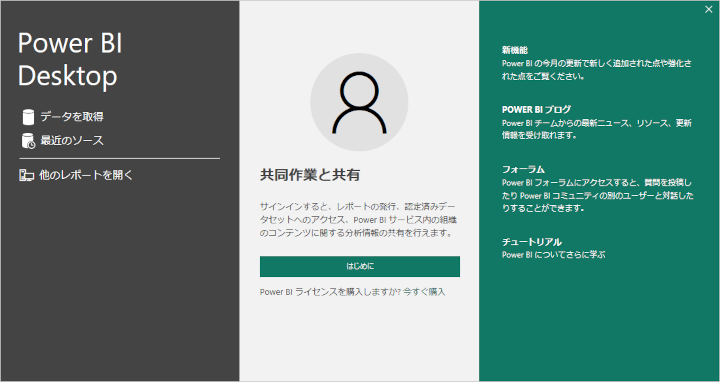 Power BI
Desktop
データを取得
最近のソース
他のレポートを開く
共同作業と共有
サインインすると、レポートの発行、認定済みデー
タセットへのアクセス、Power BI サービス内の組織
のコンテンツに関する分析情報の共有を行えます。
はじめに
Power BI ライセンスを購入しますか? 今すぐ購入
新機能
Power BI の今月の更新で新しく追加された点や強化さ
れた点をご覧ください。
POWER BI ブログ
Power BI チームからの最新ニュース、リソース、更新
情報を受け取れます。
フォーラム
Power BI フォーラムにアクセスすると、質問を投稿し
たり Power BI コミュニティの別のユーザーと対話した
りすることができます。
チュートリアル
Power BI についてさらに学ぶ